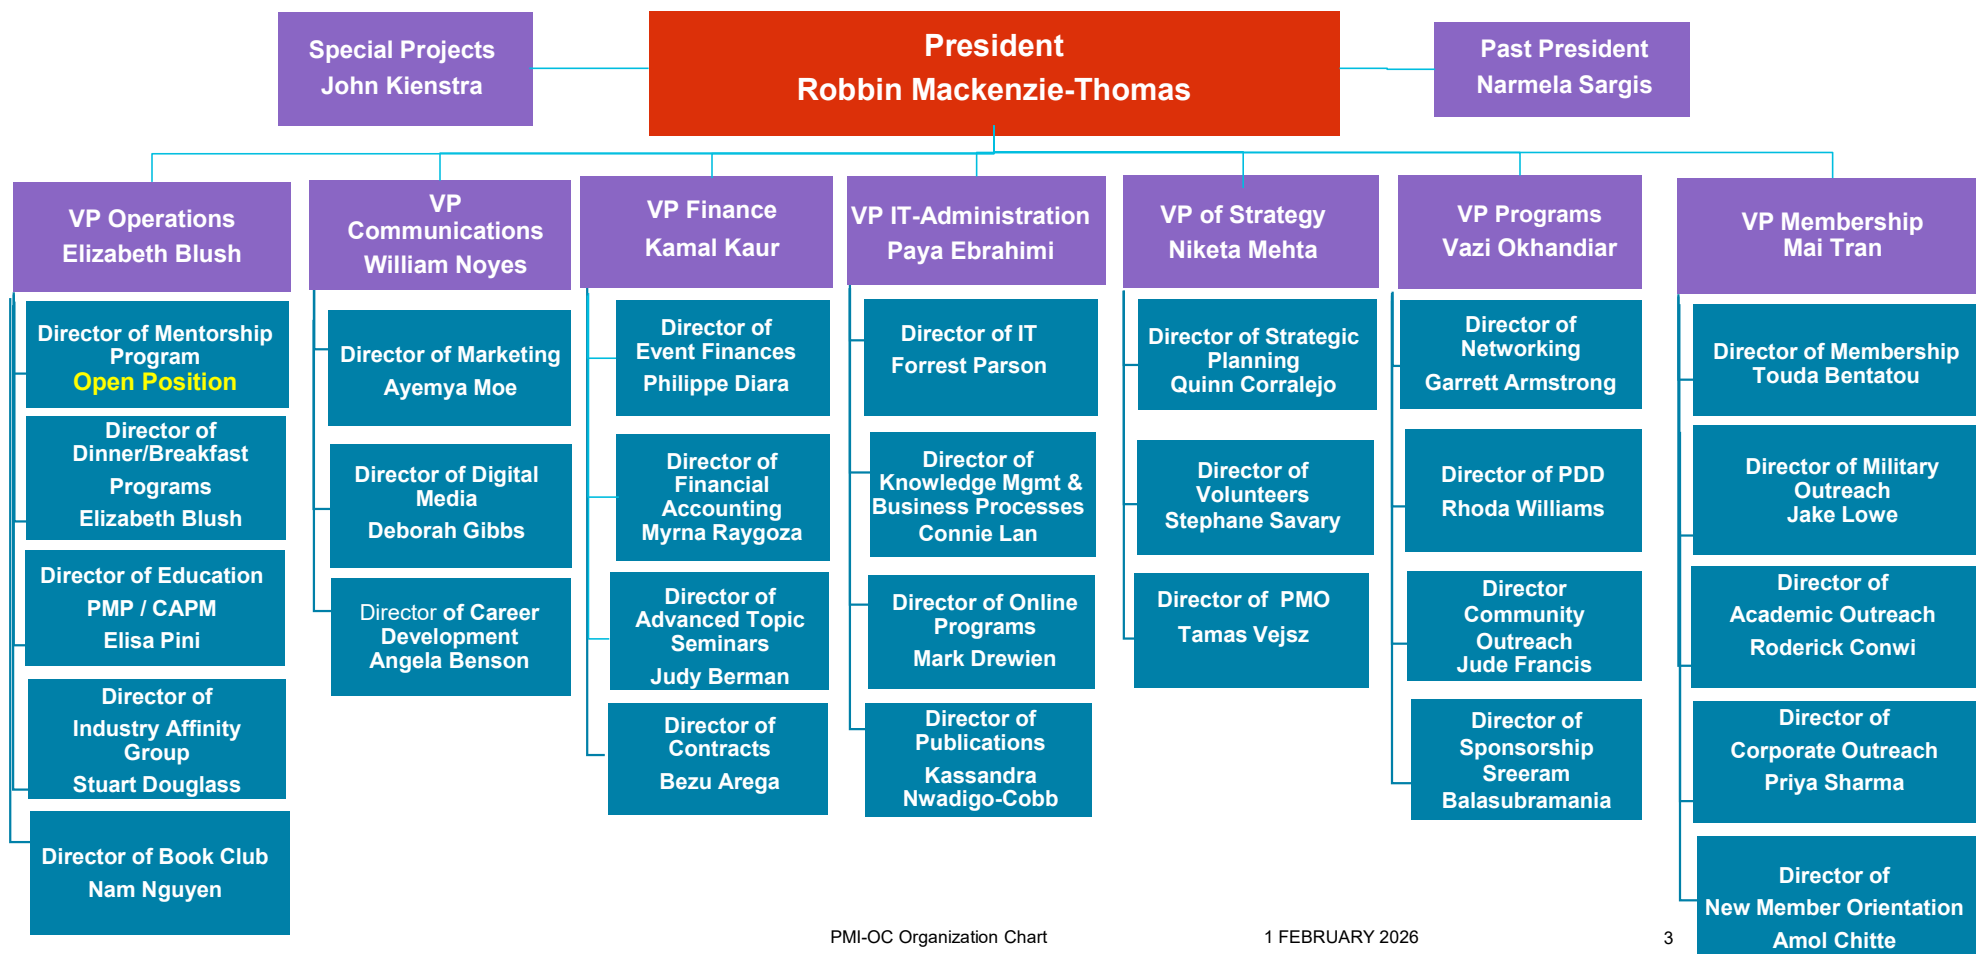 Special Projects
John Kienstra
President
Robbin Mackenzie-Thomas
Past President
Narmela Sargis
VP Operations
Elizabeth Blush
Director of Mentorship
Program
Open Position
Director of
Dinner/Breakfast
Programs
Elizabeth Blush
Director of Education
PMP / CAPM
Elisa Pini
Director of
Industry Affinity
Group
Stuart Douglass
Director of Book Club
Nam Nguyen
VP
Communications
William Noyes
Director of Marketing
Ayemya Moe
Director of Digital
Media
Deborah Gibbs
Director of Career
Development
Angela Benson
VP Finance
Kamal Kaur
Director of
Event Finances
Philippe Diara
Director of
Financial
Accounting
Myrna Raygoza
Director of
Advanced Topic
Seminars
Judy Berman
Director of
Contracts
Bezu Arega
VP IT-Administration
Paya Ebrahimi
Director of IT
Forrest Parson
Director of
Knowledge Mgmt &
Business Processes
Connie Lan
Director of Online
Programs
Mark Drewien
Director of
Publications
Kassandra
Nwadigo-Cobb
VP of Strategy
Niketa Mehta
Director of Strategic
Planning
Quinn Corralejo
Director of
Volunteers
Stephane Savary
Director of  PMO
Tamas Vejsz
VP Programs
Vazi Okhandiar
Director of
Networking
Garrett Armstrong
Director of PDD
Rhoda Williams
Director
Community
Outreach
Jude Francis
Director of
Sponsorship
Sreeram
Balasubramania
VP Membership
Mai Tran
Director of Membership
Touda Bentatou
Director of Military
Outreach
Jake Lowe
Director of
Academic Outreach
Roderick Conwi
Director of
Corporate Outreach
Priya Sharma
Director of
New Member Orientation
Amol Chitte
PMI-OC Organization Chart
1 FEBRUARY 2026
3